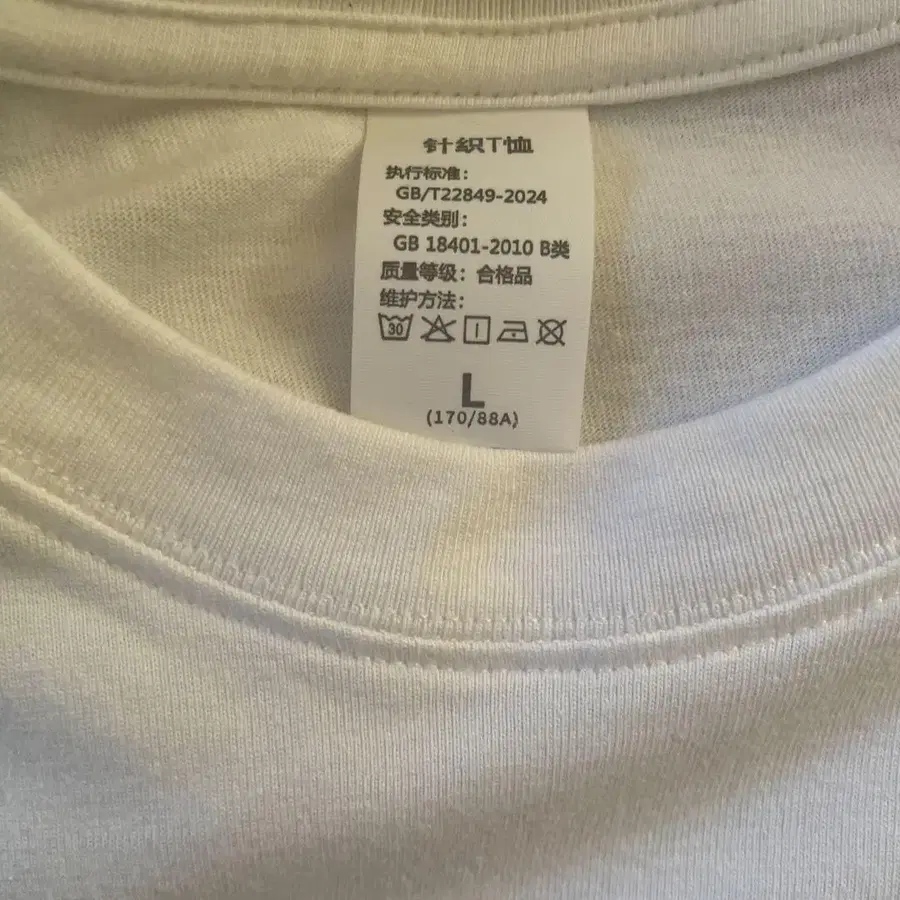 针织T恤
执行标准：
GB/T22849-2024
安全类别：
GB 18401-2010 B类
质量等级：合格品
维护方法：
30
L
(170/88A)